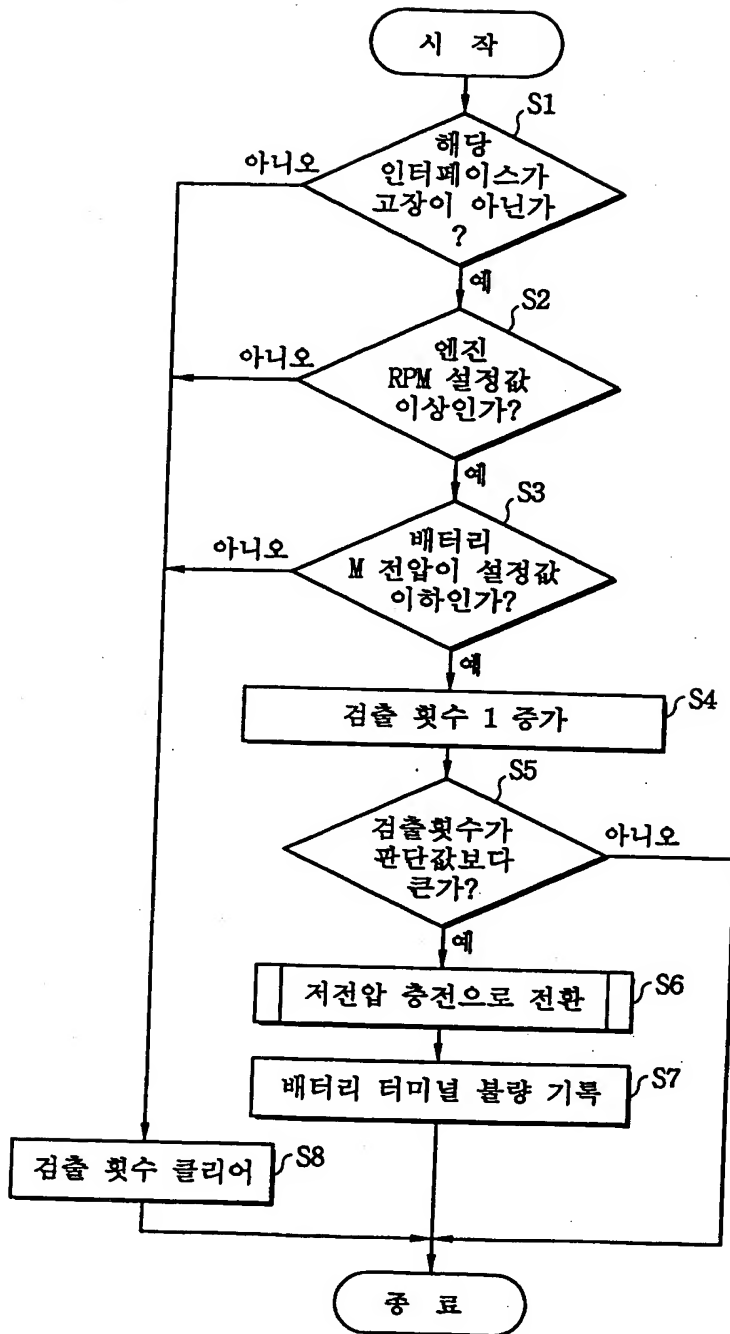 시 작
S1
해당
인터페이스가
고장이 아닌가
?
아니오
예
S2
엔진
RPM 설정값
이상인가?
아니오
예
S3
배터리
M 전압이 설정값
이하인가?
아니오
예
검출 횟수 1 증가
S4
S5
검출횟수가
판단값보다
큰가?
아니오
예
저전압 충전으로 전환
S6
배터리 터미널 불량 기록
S7
검출 횟수 클리어
S8
종 료